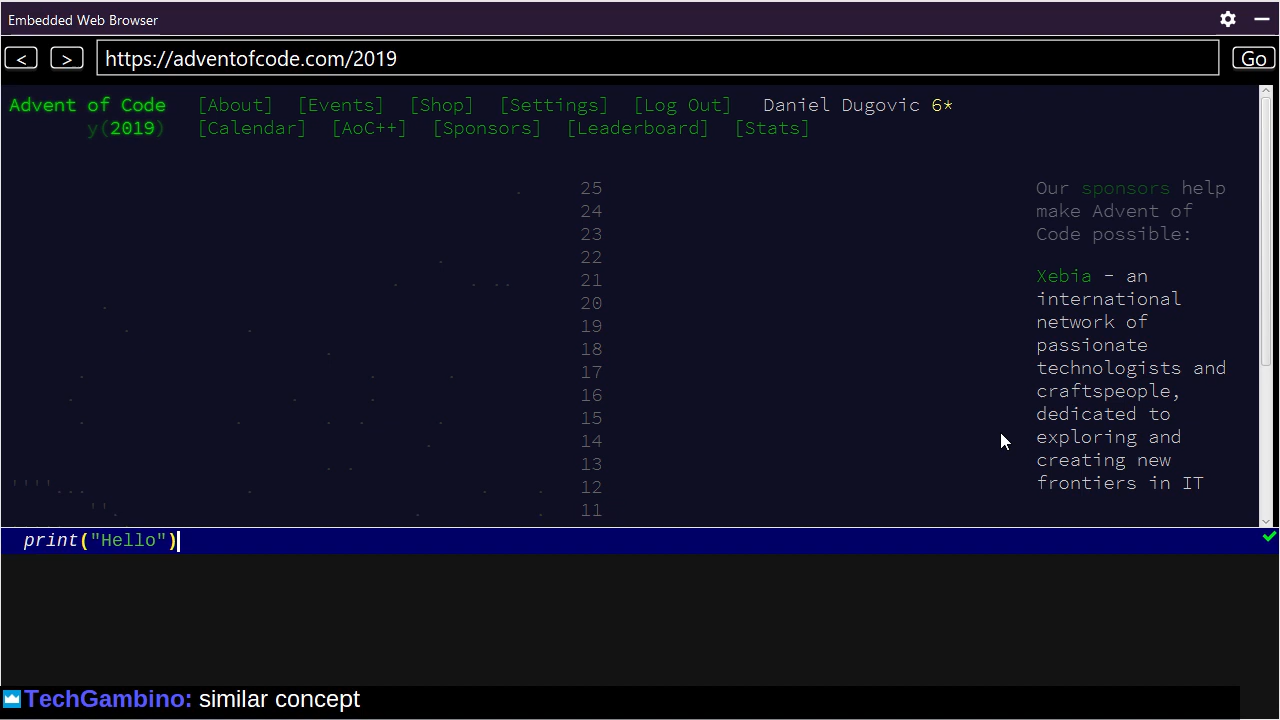 Embedded Web Browser
< > https://adventofcode.com/2019 Go
Advent of Code [About] [Events] [Shop] [Settings] [Log Out] Daniel Dugovic 6*
y(2019) [Calendar] [AoC++] [Sponsors] [Leaderboard] [Stats]
25
24
23
22
21
20
19
18
17
16
15
14
13
12
11
Our sponsors help
make Advent of
Code possible:
Xebia - an
international
network of
passionate
technologists and
craftspeople,
dedicated to
exploring and
creating new
frontiers in IT
print("Hello")
TechGambino: similar concept